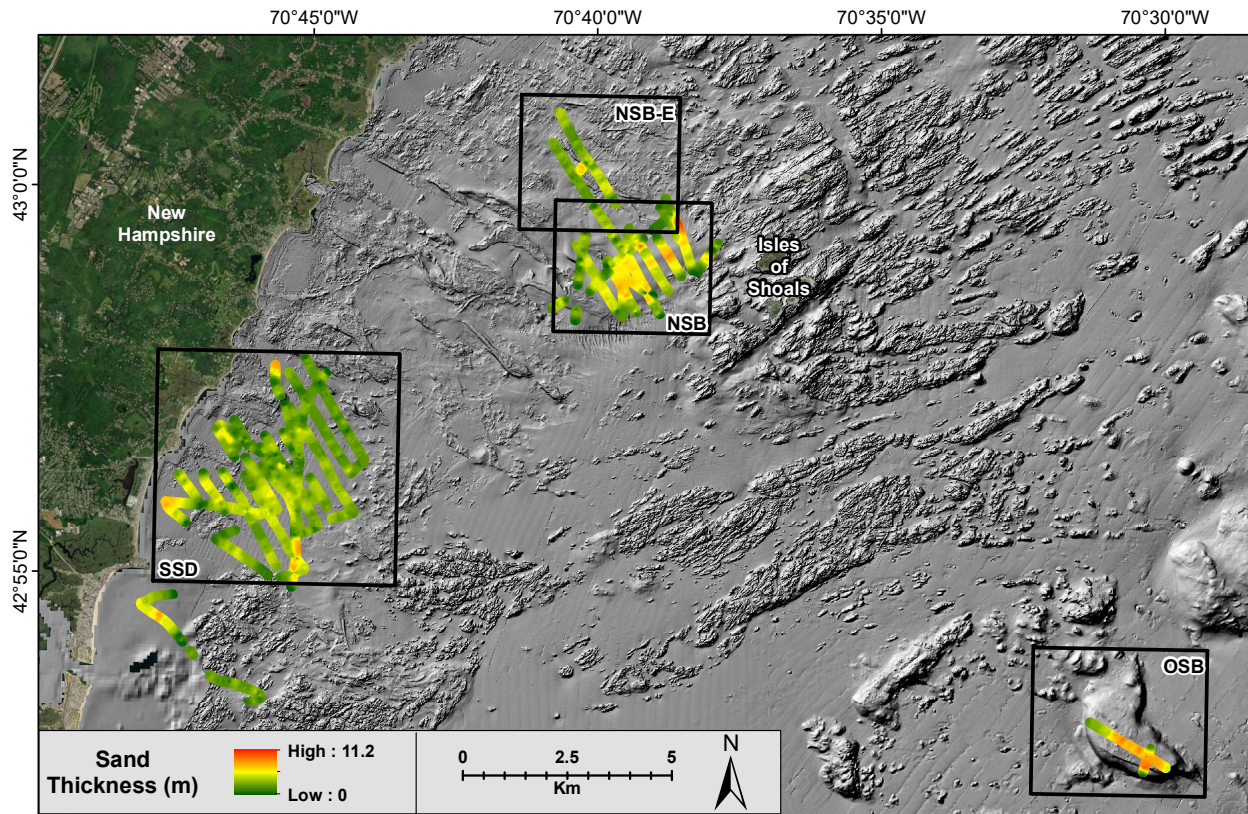 70°45'0"W 70°40'0"W 70°35'0"W 70°30'0"W
43°0'0"N
42°55'0"N
NSB-E
New
Hampshire
Isles
of
Shoals
NSB
SSD
OSB
Sand
Thickness (m)
High : 11.2
Low : 0
0 2.5 5
Km
N